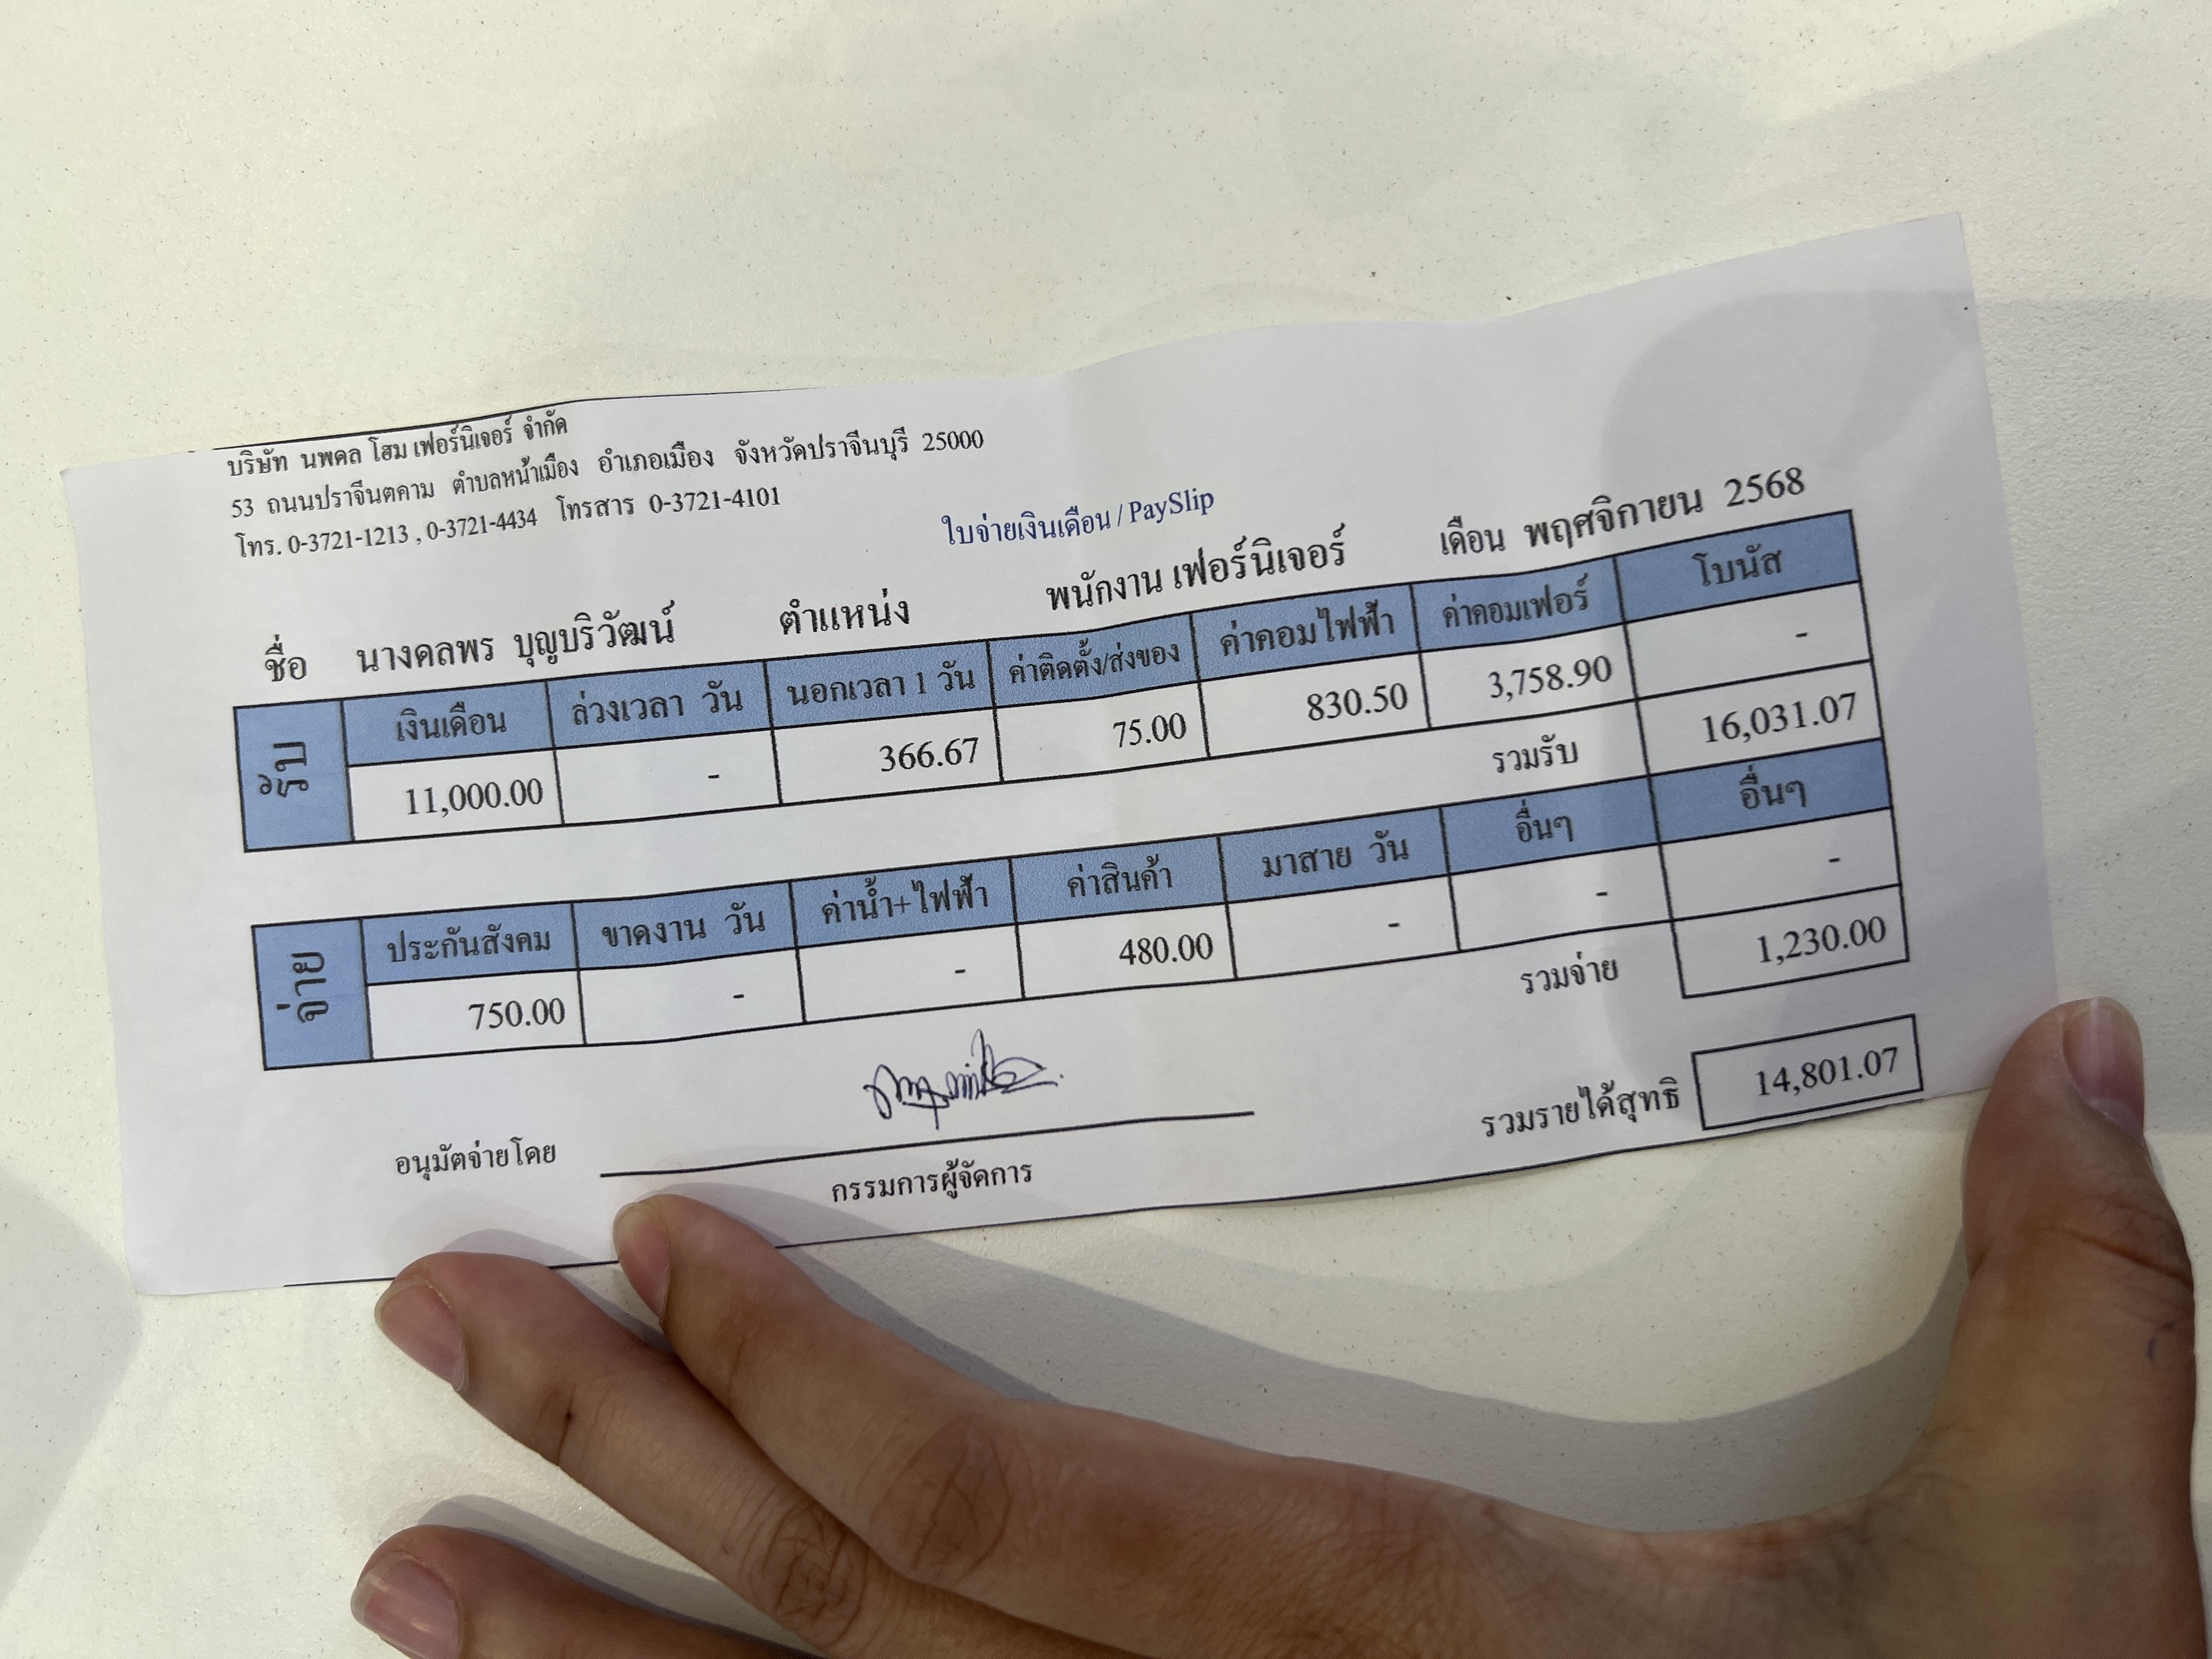 บริษัท นพดล โฮม เฟอร์นิเจอร์ จำกัด
53 ถนนปราจีนตคาม ตำบลหน้าเมือง อำเภอเมือง จังหวัดปราจีนบุรี 25000
โทร. 0-3721-1213 , 0-3721-4434 โทรสาร 0-3721-4101
ใบจ่ายเงินเดือน / PaySlip
ชื่อ นางดลพร บุญบริวัฒน์ ตำแหน่ง พนักงาน เฟอร์นิเจอร์ เดือน พฤศจิกายน 2568
รับ เงินเดือน ล่วงเวลา วัน นอกเวลา 1 วัน ค่าติดตั้ง/ส่งของ ค่าคอมไฟฟ้า ค่าคอมเฟอร์ โบนัส
11,000.00 - 366.67 75.00 830.50 3,758.90 -
รวมรับ 16,031.07
จ่าย ประกันสังคม ขาดงาน วัน ค่าน้ำ+ไฟฟ้า ค่าสินค้า มาสาย วัน อื่นๆ อื่นๆ
750.00 - - 480.00 - - -
รวมจ่าย 1,230.00
อนุมัตจ่ายโดย รวมรายได้สุทธิ 14,801.07
กรรมการผู้จัดการ